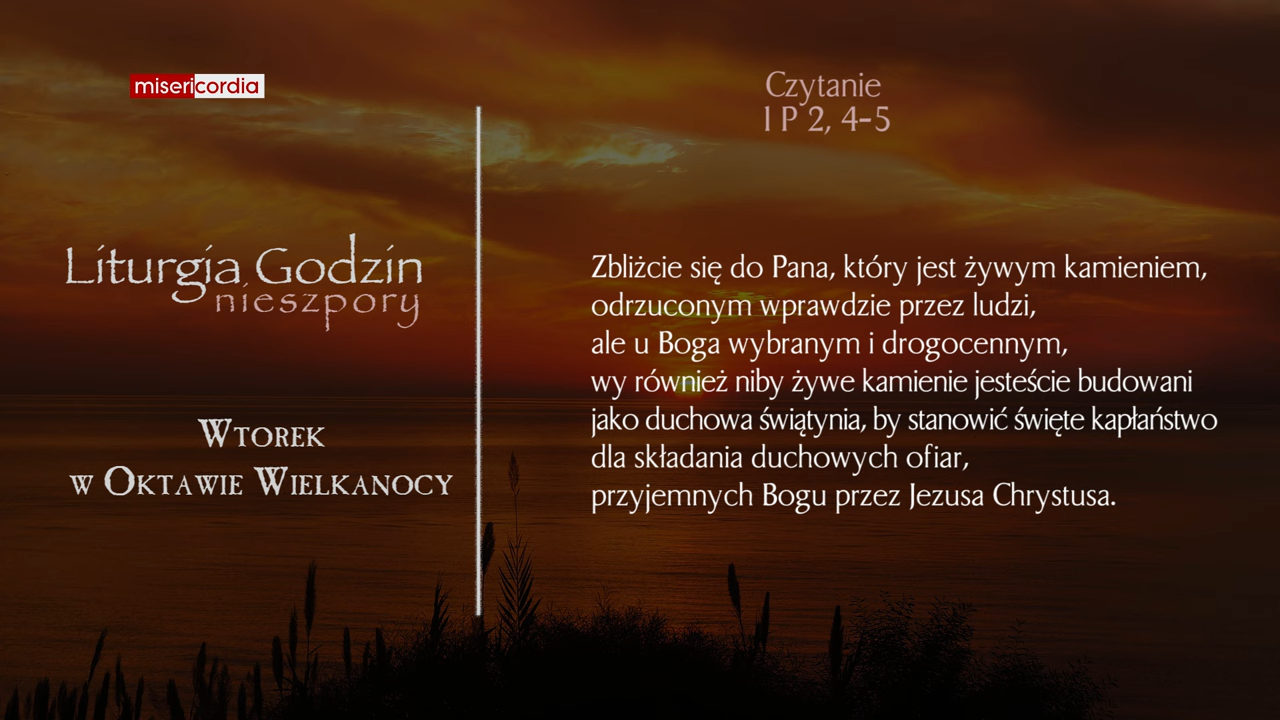 misericordia
Liturgia Godzin
nieszpory
Wtorek
w Oktawie Wielkanocy
Czytanie
1 P 2, 4-5
Zbliżcie się do Pana, który jest żywym kamieniem,
odrzuconym wprawdzie przez ludzi,
ale u Boga wybranym i drogocennym,
wy również niby żywe kamienie jesteście budowani
jako duchowa świątynia, by stanowić święte kapłaństwo
dla składania duchowych ofiar,
przyjemnych Bogu przez Jezusa Chrystusa.